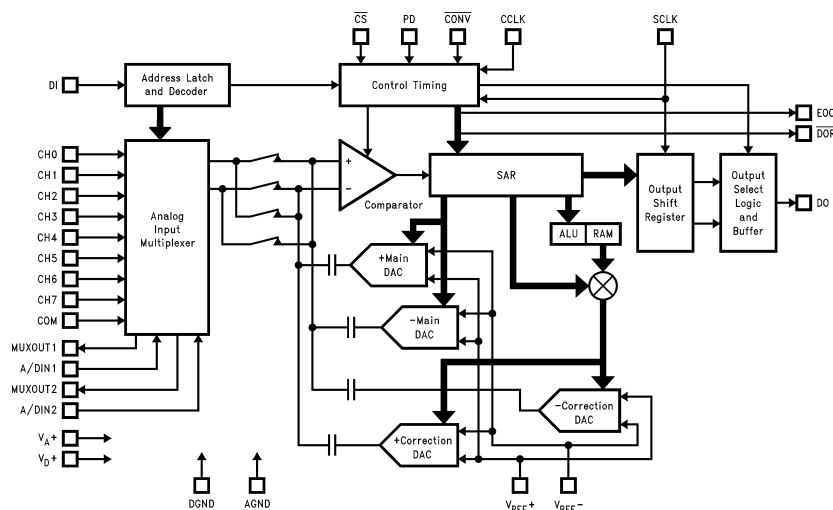 CS PD CONV CCLK SCLK
DI
Address Latch
and Decoder
Control Timing
EOC
DOR
CH0
CH1
CH2
CH3
CH4
CH5
CH6
CH7
COM
MUXOUT1
A/DIN1
MUXOUT2
A/DIN2
VA+
VD+
DGND
AGND
Analog
Input
Multiplexer
+
−
Comparator
SAR
Output
Shift
Register
Output
Select
Logic
and
Buffer
DO
ALU RAM
+Main
DAC
−Main
DAC
−Correction
DAC
+Correction
DAC
VREF+
VREF−